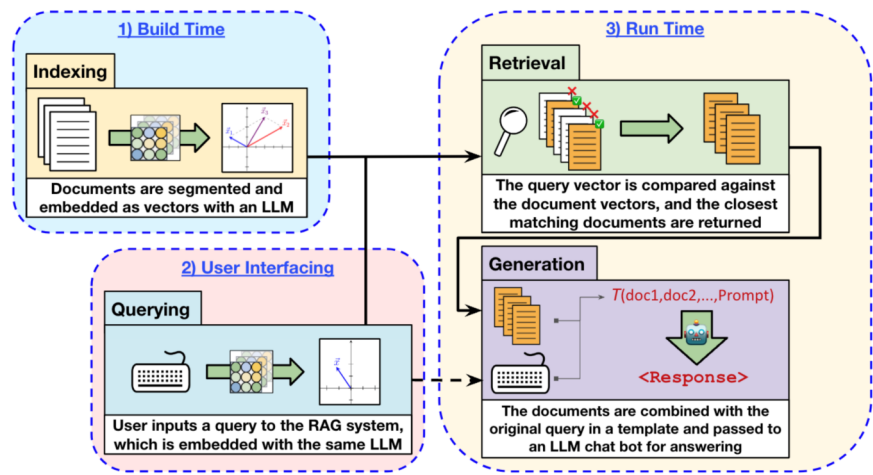 1) Build Time
Indexing
Documents are segmented and
embedded as vectors with an LLM
2) User Interfacing
Querying
User inputs a query to the RAG system,
which is embedded with the same LLM
3) Run Time
Retrieval
The query vector is compared against
the document vectors, and the closest
matching documents are returned
Generation
T(doc1,doc2,...,Prompt)
<Response>
The documents are combined with the
original query in a template and passed to
an LLM chat bot for answering